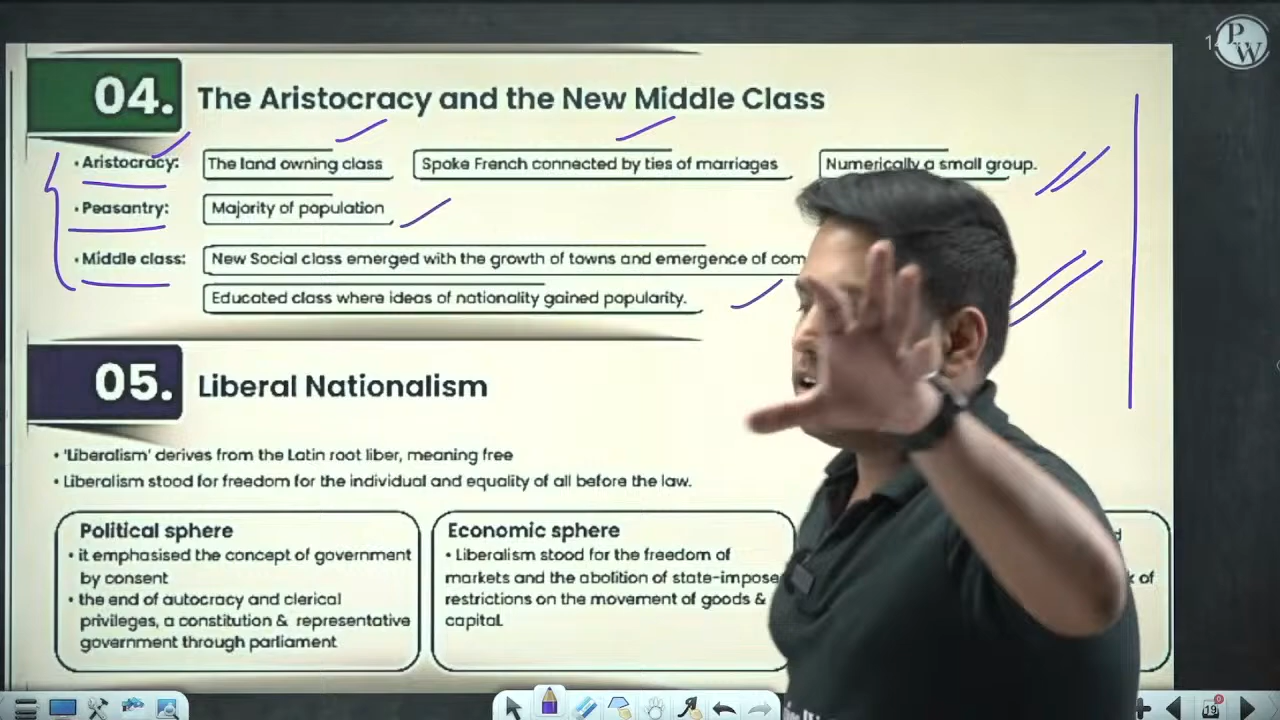 PW
04. The Aristocracy and the New Middle Class
• Aristocracy: The land owning class Spoke French connected by ties of marriages Numerically a small group.
• Peasantry: Majority of population
• Middle class: New Social class emerged with the growth of towns and emergence of
Educated class where ideas of nationality gained popularity.
05. Liberal Nationalism
• 'Liberalism' derives from the Latin root liber, meaning free
• Liberalism stood for freedom for the individual and equality of all before the law.
Political sphere
• it emphasised the concept of government
by consent
• the end of autocracy and clerical
privileges, a constitution & representative
government through parliament
Economic sphere
• Liberalism stood for the freedom of
markets and the abolition of state-impose
restrictions on the movement of goods &
capital.
of
19